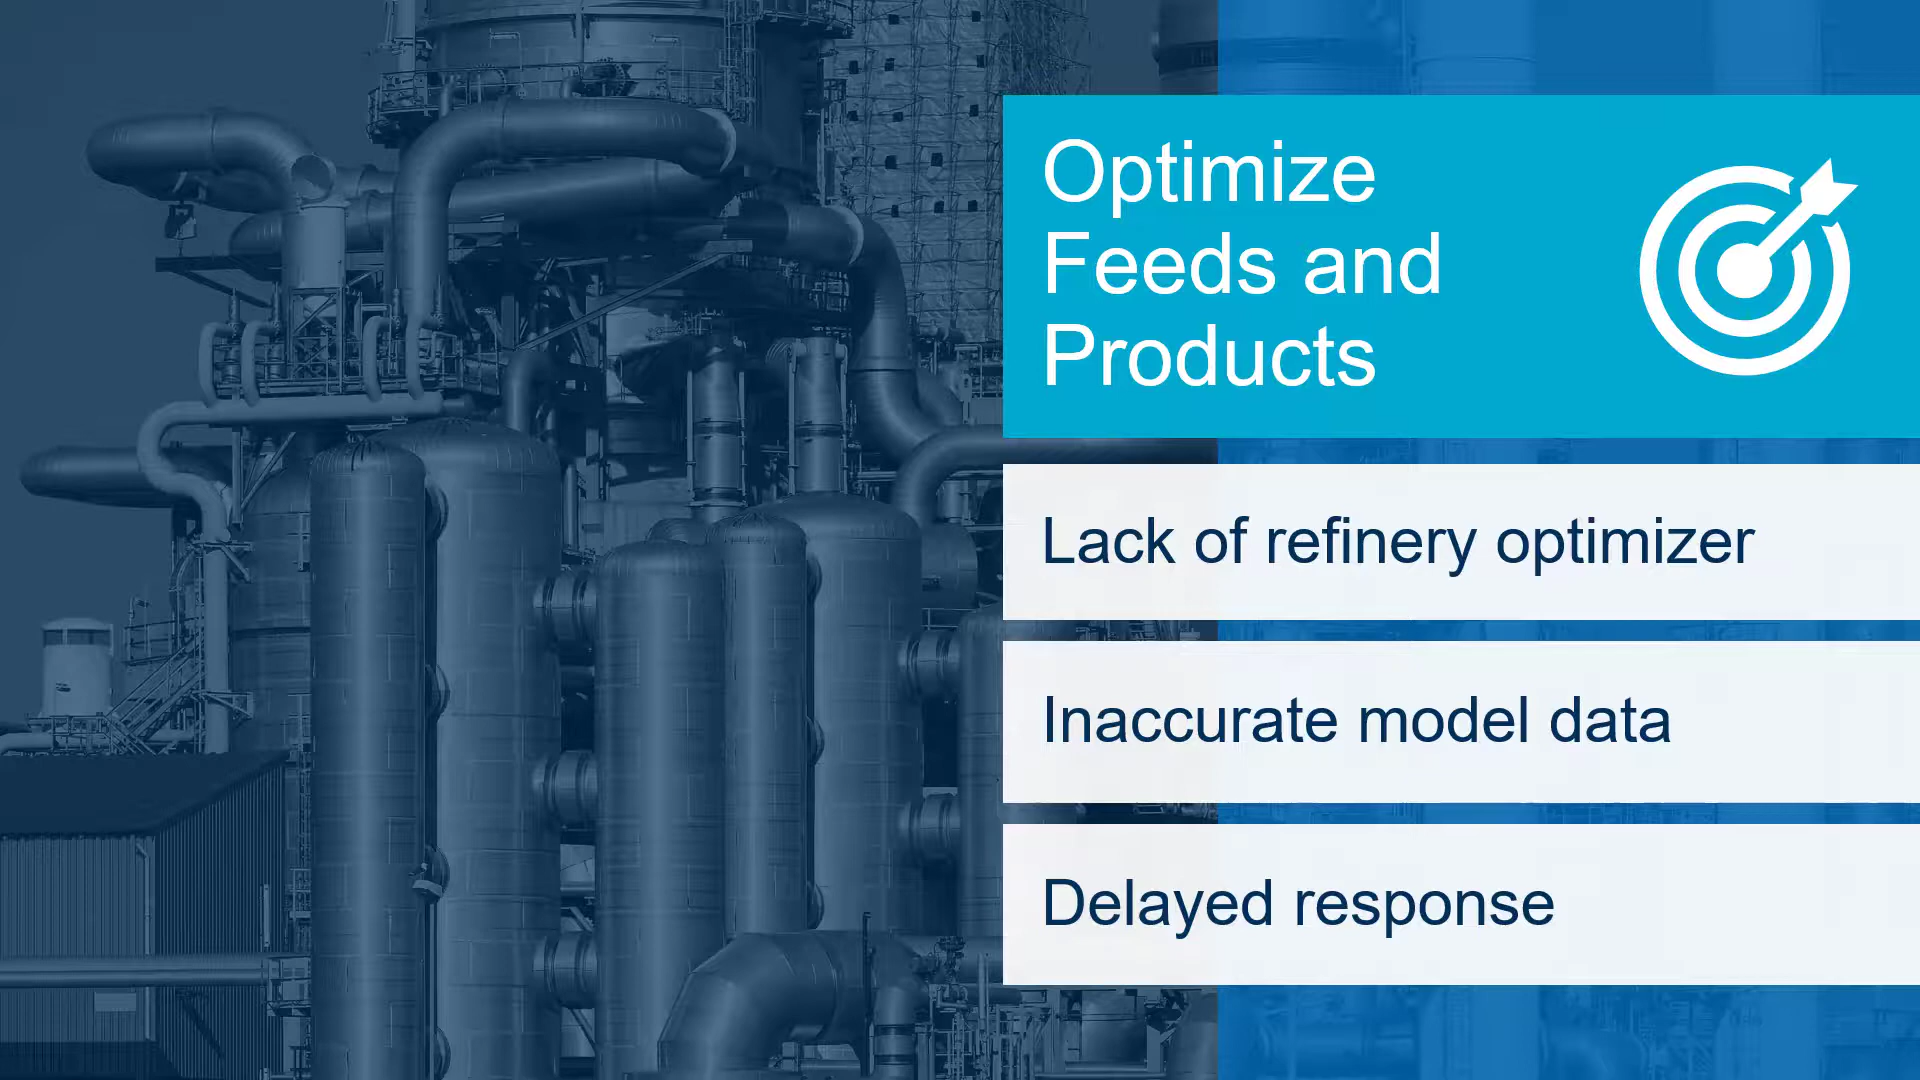 Optimize
Feeds and
Products
Lack of refinery optimizer
Inaccurate model data
Delayed response